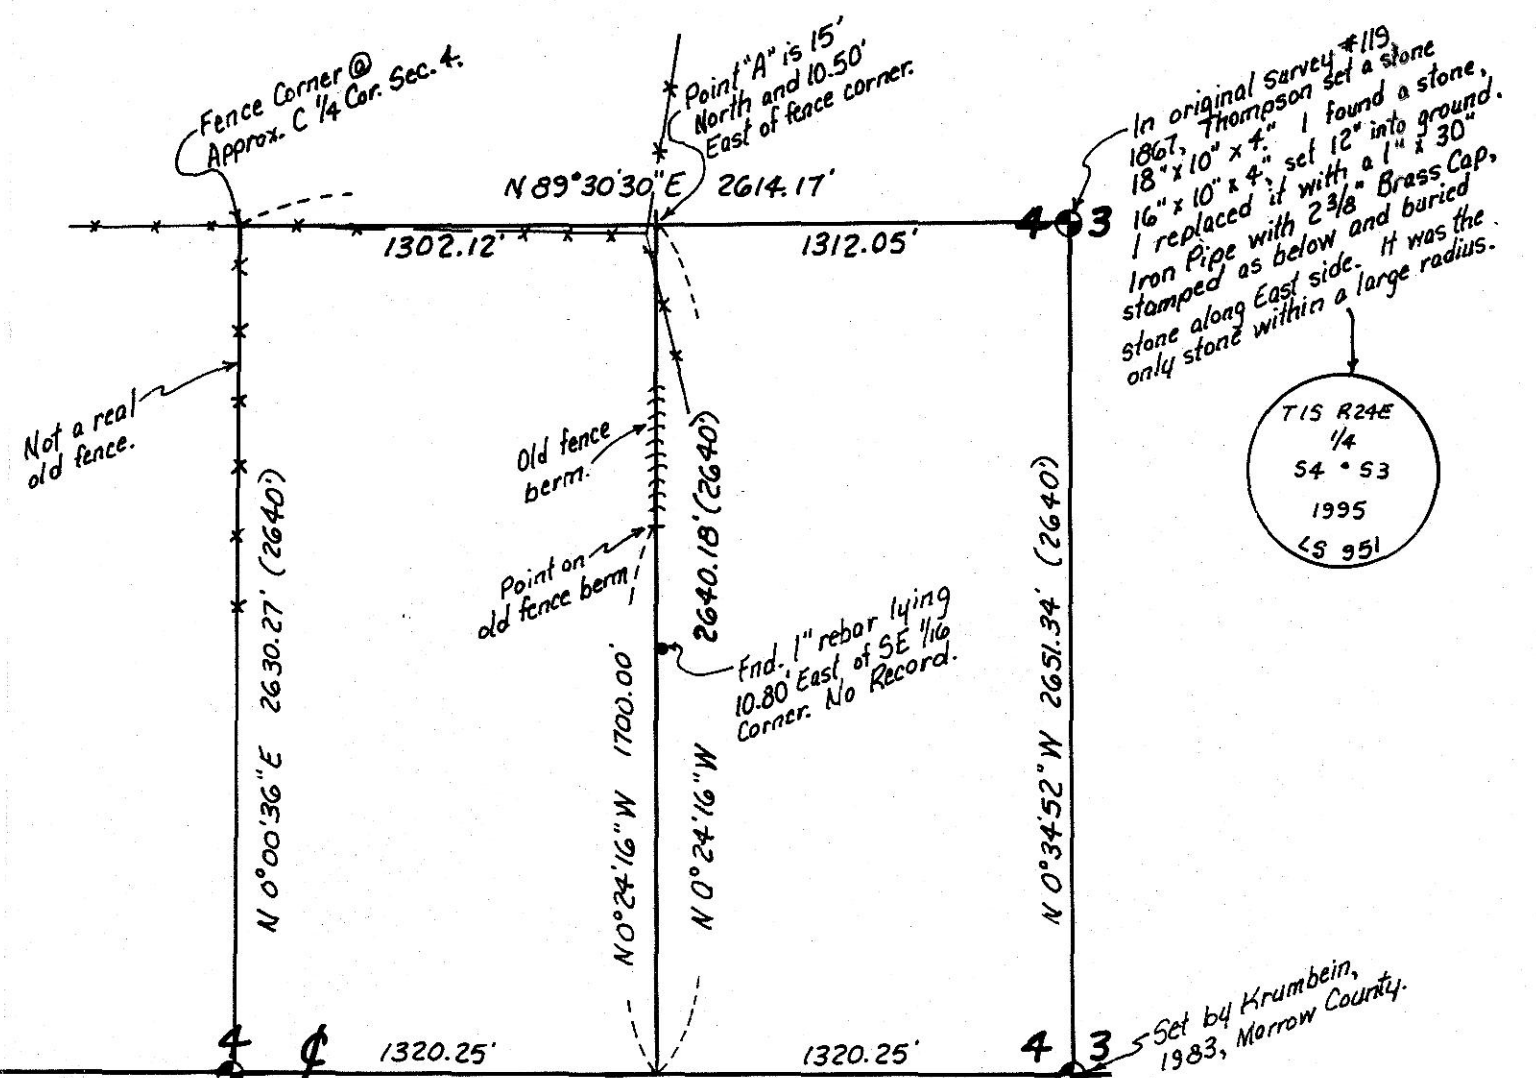 Fence Corner @
Approx. C 1/4 Cor. Sec. 4.
Point "A" is 15'
North and 10.50'
East of fence corner.
In original survey #119,
1867, Thompson set a stone
18" x 10" x 4". I found a stone,
16" x 10" x 4", set 12" into ground.
I replaced it with a 1" x 30"
Iron Pipe with 2 3/8" Brass Cap,
stamped as below and buried
stone along East side. It was the
only stone within a large radius.
N 89°30'30" E 2614.17'
1302.12'
1312.05'
4 3
T1S R24E
1/4
S4 • S3
1995
LS 951
Not a real
old fence.
Old fence
berm.
Point on
old fence berm
N 0°00'36" E 2630.27' (2640')
N 0°24'16" W 1700.00'
N 0°24'16" W
2640.18' (2640')
Fnd. 1" rebar lying
10.80' East of SE 1/16
Corner. No Record.
N 0°34'52" W 2651.34' (2640')
Set by Krumbein,
1983, Morrow County.
4 ¢
1320.25'
1320.25'
4 3